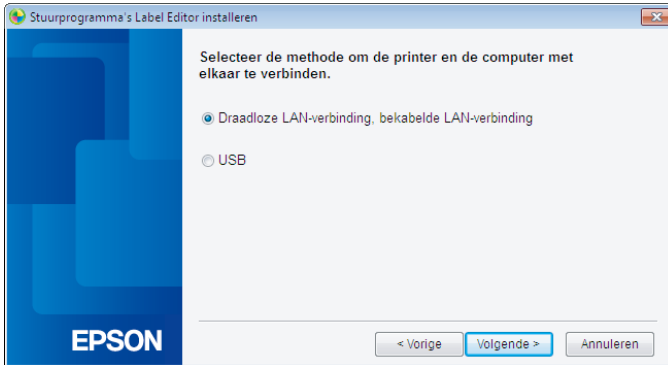 Stuurprogramma's Label Editor installeren
Selecteer de methode om de printer en de computer met
elkaar te verbinden.
Draadloze LAN-verbinding, bekabelde LAN-verbinding
USB
EPSON
< Vorige
Volgende >
Annuleren